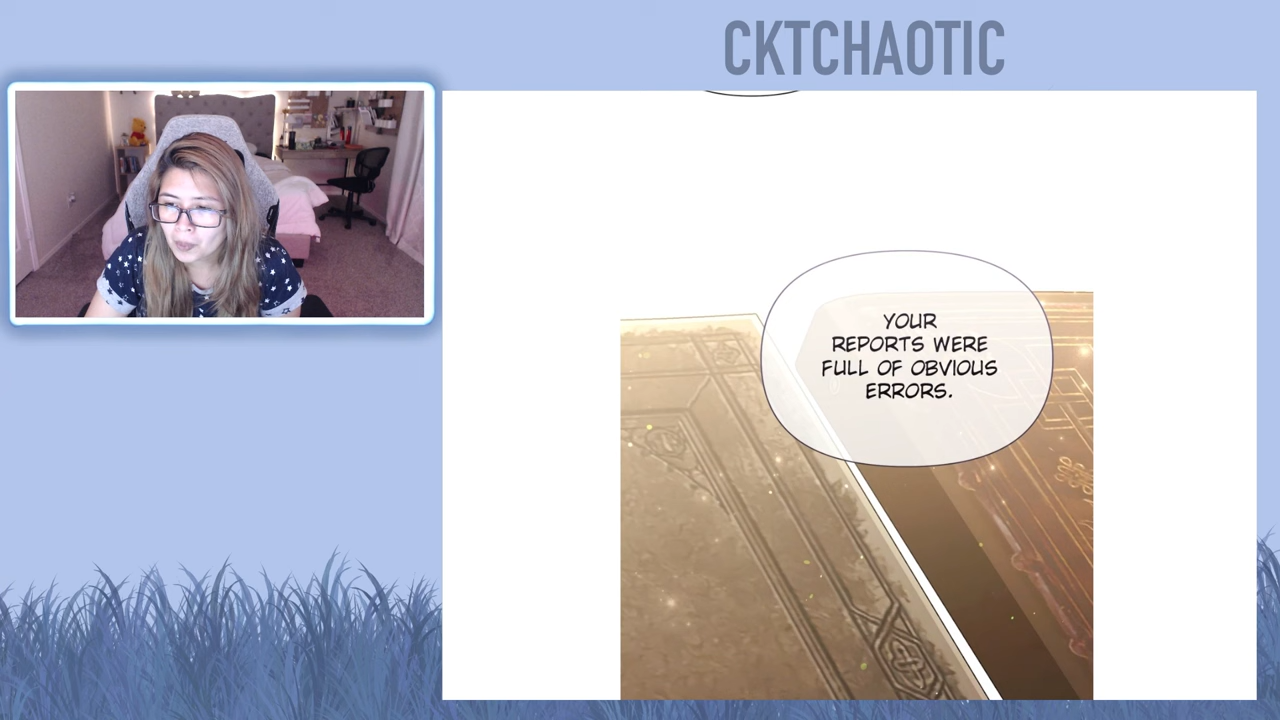 CKTCHAOTIC
YOUR
REPORTS WERE
FULL OF OBVIOUS
ERRORS.